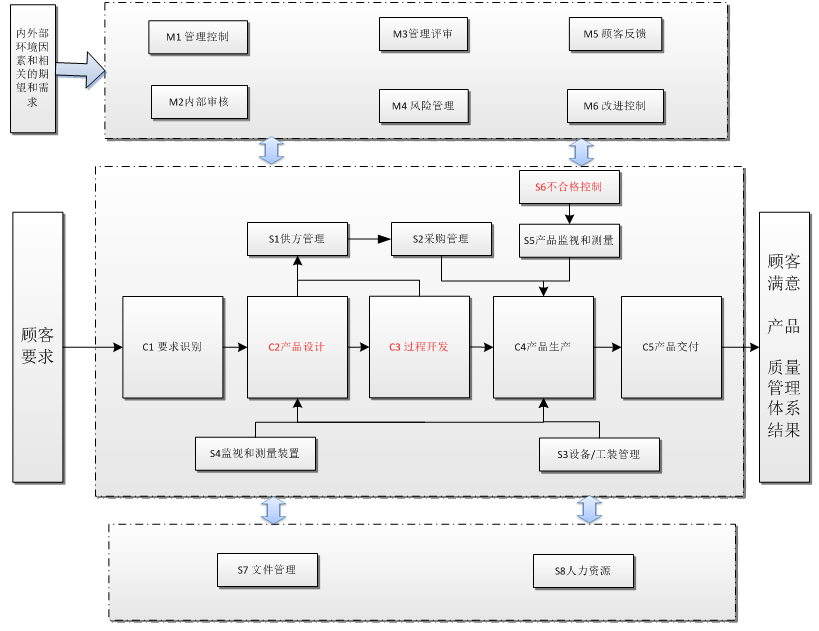 内外部
环境因
素和相
关的期
望和需
求
M1 管理控制
M3管理评审
M5 顾客反馈
M2内部审核
M4 风险管理
M6 改进控制
S6不合格控制
S1供方管理
S2采购管理
S5产品监视和测量
顾客
要求
C1 要求识别
C2产品设计
C3 过程开发
C4产品生产
C5产品交付
顾客
满意
产品
质量
管理
体系
结果
S4监视和测量装置
S3设备/工装管理
S7 文件管理
S8人力资源